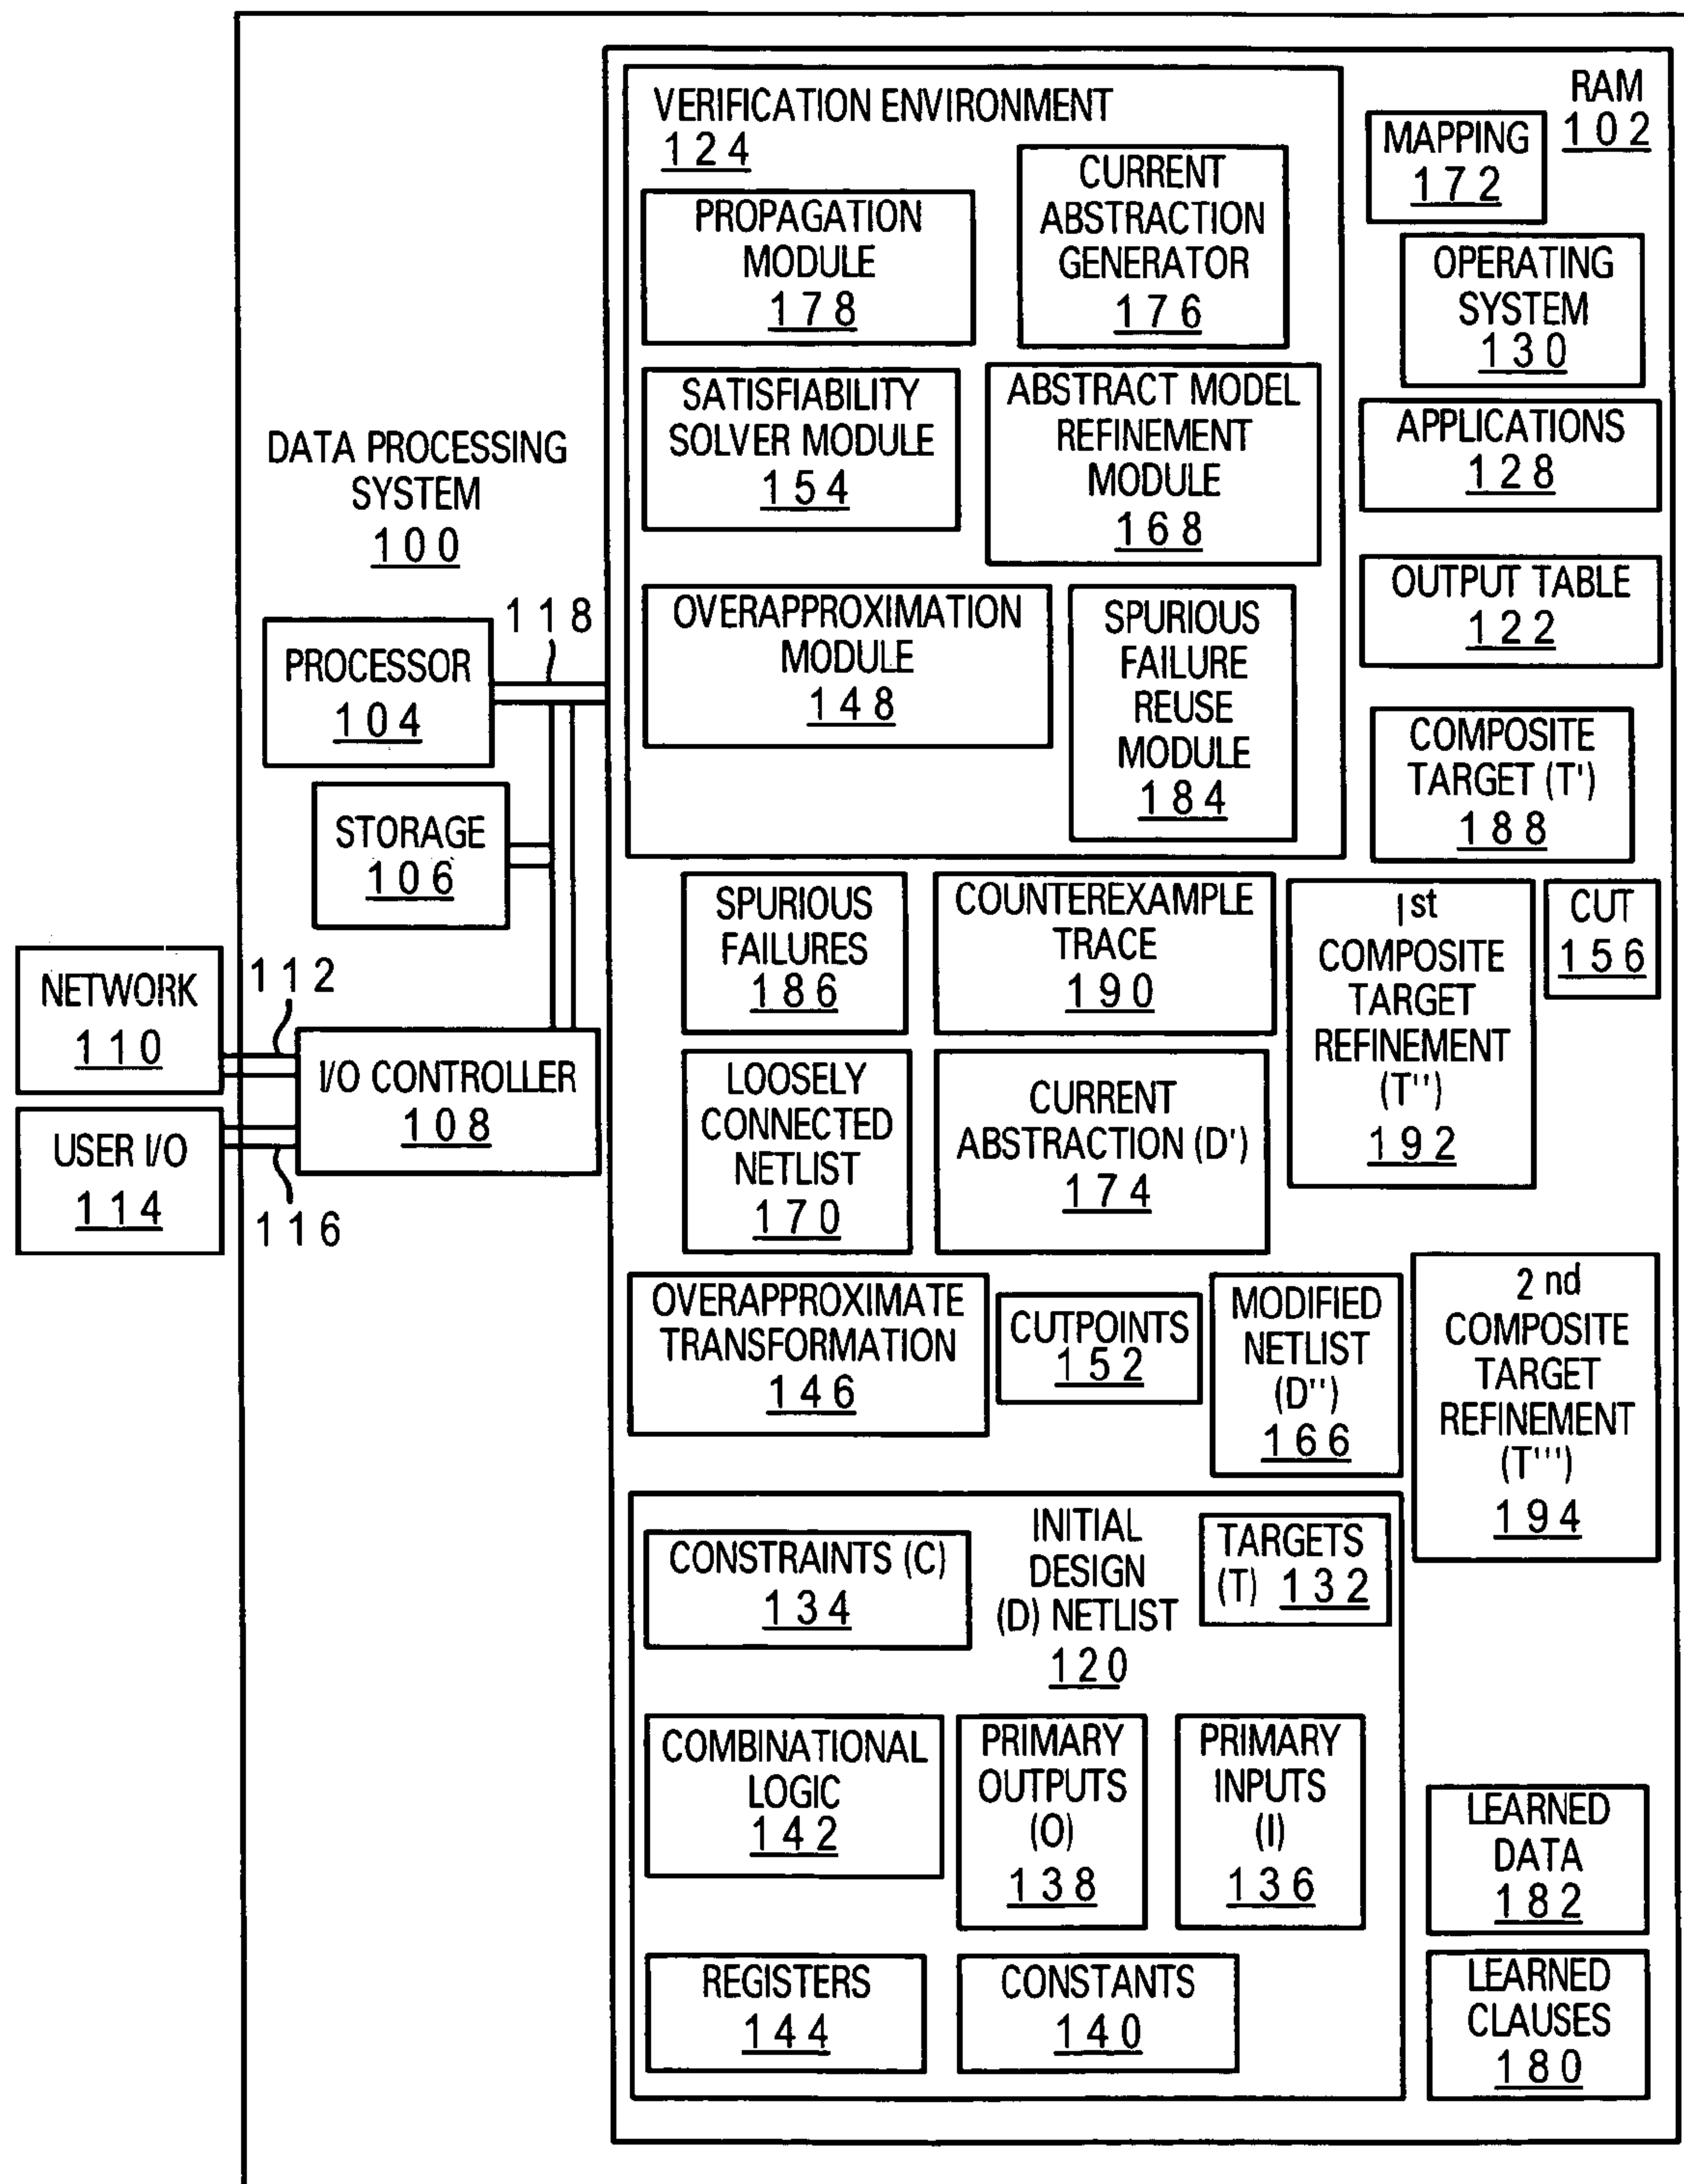 RAM
102
VERIFICATION ENVIRONMENT
124
PROPAGATION
MODULE
178
CURRENT
ABSTRACTION
GENERATOR
176
MAPPING
172
OPERATING
SYSTEM
130
SATISFIABILITY
SOLVER MODULE
154
ABSTRACT MODEL
REFINEMENT
MODULE
168
APPLICATIONS
128
DATA PROCESSING
SYSTEM
100
OVERAPPROXIMATION
MODULE
148
SPURIOUS
FAILURE
REUSE
MODULE
184
OUTPUT TABLE
122
118
PROCESSOR
104
COMPOSITE
TARGET (T')
188
STORAGE
106
SPURIOUS
FAILURES
186
COUNTEREXAMPLE
TRACE
190
1st
COMPOSITE
TARGET
REFINEMENT
(T'')
192
CUT
156
NETWORK
110
112
I/O CONTROLLER
108
USER I/O
114
116
LOOSELY
CONNECTED
NETLIST
170
CURRENT
ABSTRACTION (D')
174
OVERAPPROXIMATE
TRANSFORMATION
146
CUTPOINTS
152
MODIFIED
NETLIST
(D'')
166
2 nd
COMPOSITE
TARGET
REFINEMENT
(T''')
194
CONSTRAINTS (C)
134
INITIAL
DESIGN
(D) NETLIST
120
TARGETS
(T) 132
COMBINATIONAL
LOGIC
142
PRIMARY
OUTPUTS
(O)
138
PRIMARY
INPUTS
(I)
136
LEARNED
DATA
182
REGISTERS
144
CONSTANTS
140
LEARNED
CLAUSES
180